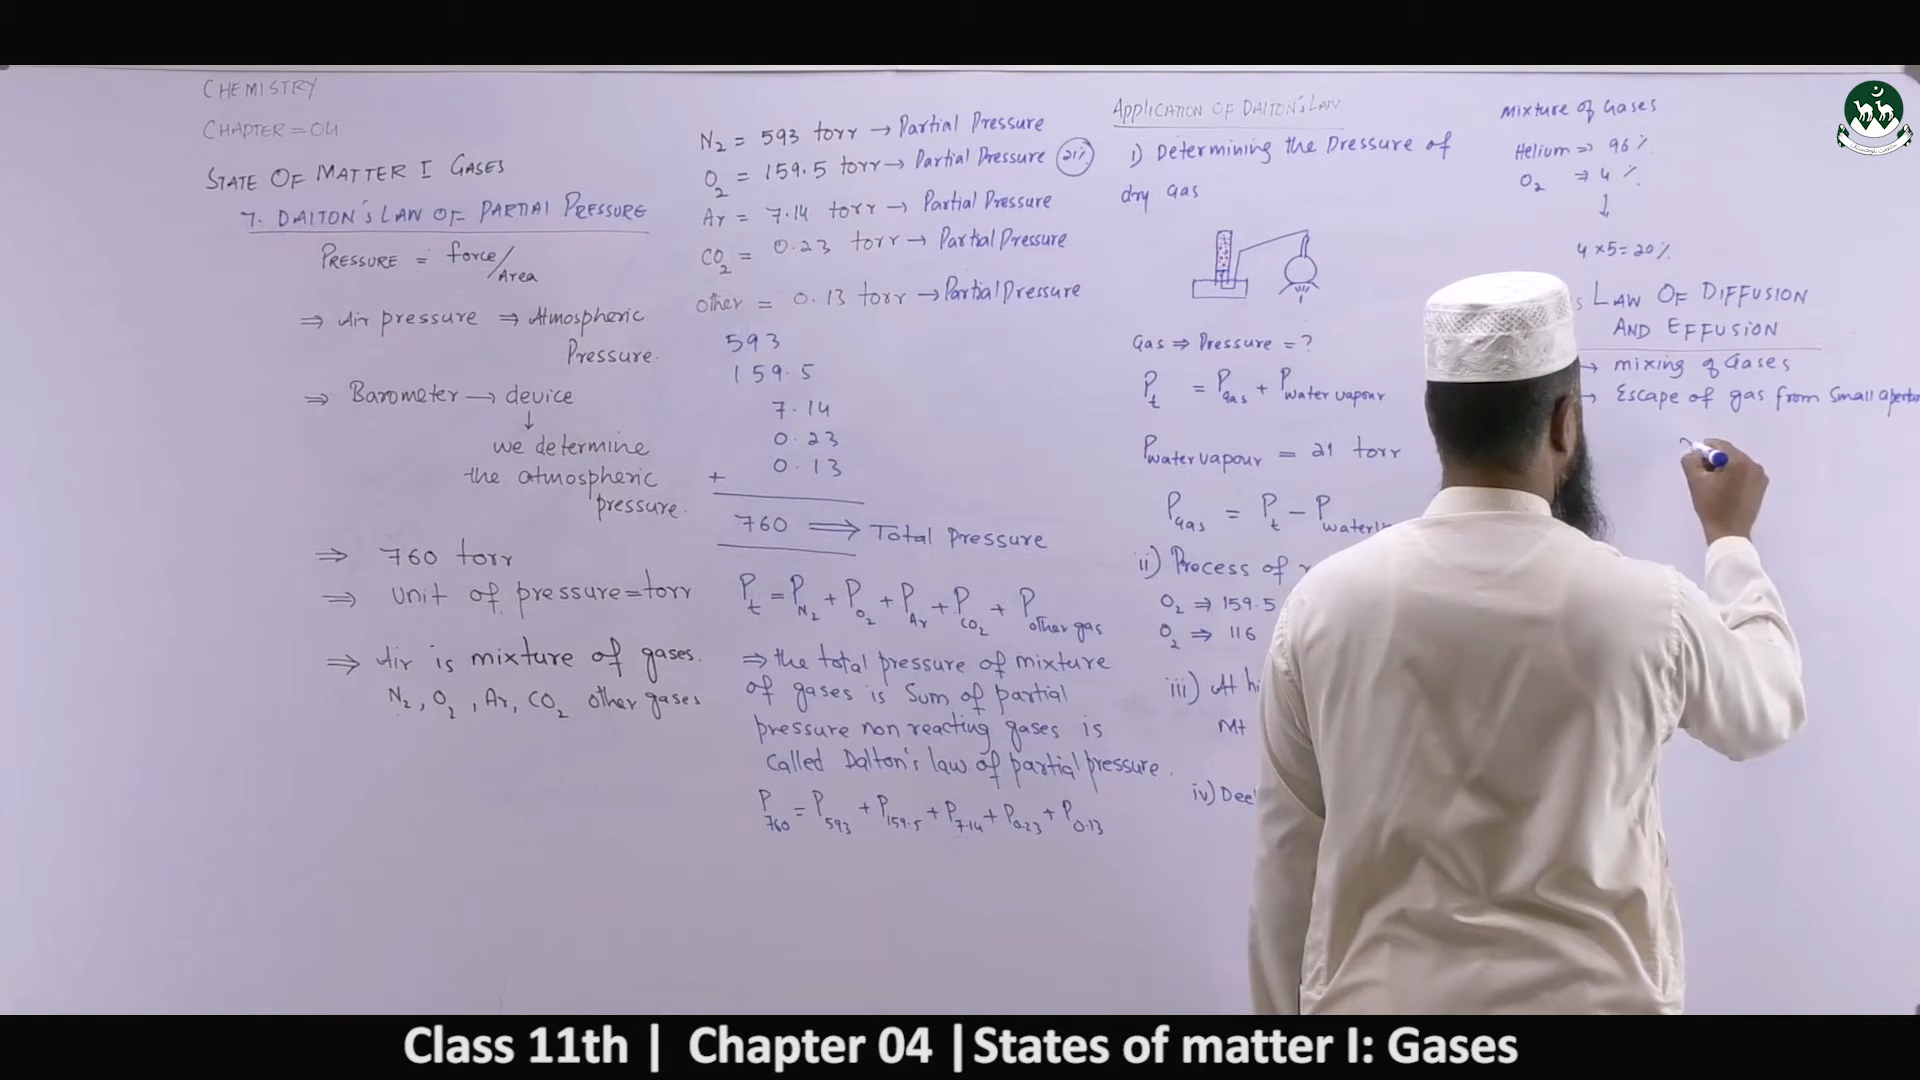 CHEMISTRY
CHAPTER = 04
STATE OF MATTER I GASES
7. DALTON'S LAW OF PARTIAL PRESSURE
PRESSURE = force/Area
⇒ Air pressure ⇒ Atmospheric
Pressure.
⇒ Barometer → device
↓
we determine
the atmospheric
pressure.
⇒ 760 torr
⇒ unit of pressure = torr
⇒ Air is mixture of gases.
N₂, O₂, Ar, CO₂ other gases
N₂ = 593 torr → Partial Pressure
O₂ = 159.5 torr → Partial Pressure 21%
Ar = 7.14 torr → Partial Pressure
CO₂ = 0.23 torr → Partial Pressure
other = 0.13 torr → Partial Pressure
593
159.5
7.14
0.23
+ 0.13
760 ⇒ Total Pressure
Pt = PN₂ + PO₂ + PAr + PCO₂ + Pother gas
⇒ the total pressure of mixture
of gases is Sum of partial
pressure non reacting gases is
called Dalton's law of partial pressure.
P760 = P593 + P159.5 + P7.14 + P0.23 + P0.13
APPLICATION OF DALTON'S LAW
i) Determining the Pressure of
dry Gas
Gas ⇒ Pressure = ?
Pt = Pgas + Pwater vapour
Pwater vapour = 21 torr
PGas = Pt − Pwater
ii) Process of
O₂ ⇒ 159.5
O₂ ⇒ 116
iii) At hi
Mt
iv) Dee
Mixture of Gases
Helium ⇒ 96%.
O₂ ⇒ 4%.
↓
4 × 5 = 20%.
s LAW OF DIFFUSION
AND EFFUSION
→ mixing of Gases
→ Escape of gas from Small apertu
Class 11th | Chapter 04 | States of matter I: Gases